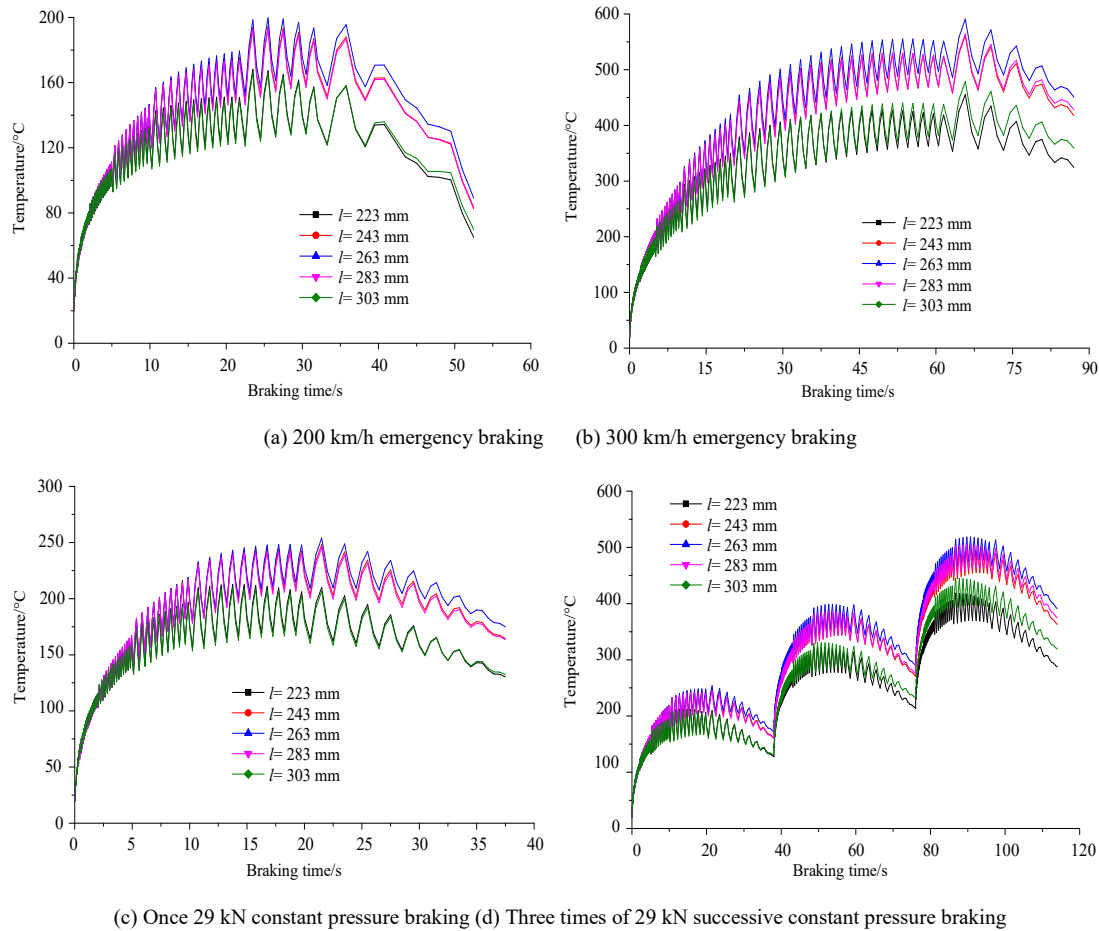 200
160
120
80
40
0
Temperature/°C
l= 223 mm
l= 243 mm
l= 263 mm
l= 283 mm
l= 303 mm
0 10 20 30 40 50 60
Braking time/s
600
500
400
300
200
100
0
Temperature/°C
l= 223 mm
l= 243 mm
l= 263 mm
l= 283 mm
l= 303 mm
0 15 30 45 60 75 90
Braking time/s
(a) 200 km/h emergency braking (b) 300 km/h emergency braking
300
250
200
150
100
50
0
Temperature/°C
l= 223 mm
l= 243 mm
l= 263 mm
l= 283 mm
l= 303 mm
0 5 10 15 20 25 30 35 40
Braking time/s
600
500
400
300
200
100
0
Temperature/°C
l= 223 mm
l= 243 mm
l= 263 mm
l= 283 mm
l= 303 mm
0 20 40 60 80 100 120
Braking time/s
(c) Once 29 kN constant pressure braking (d) Three times of 29 kN successive constant pressure braking